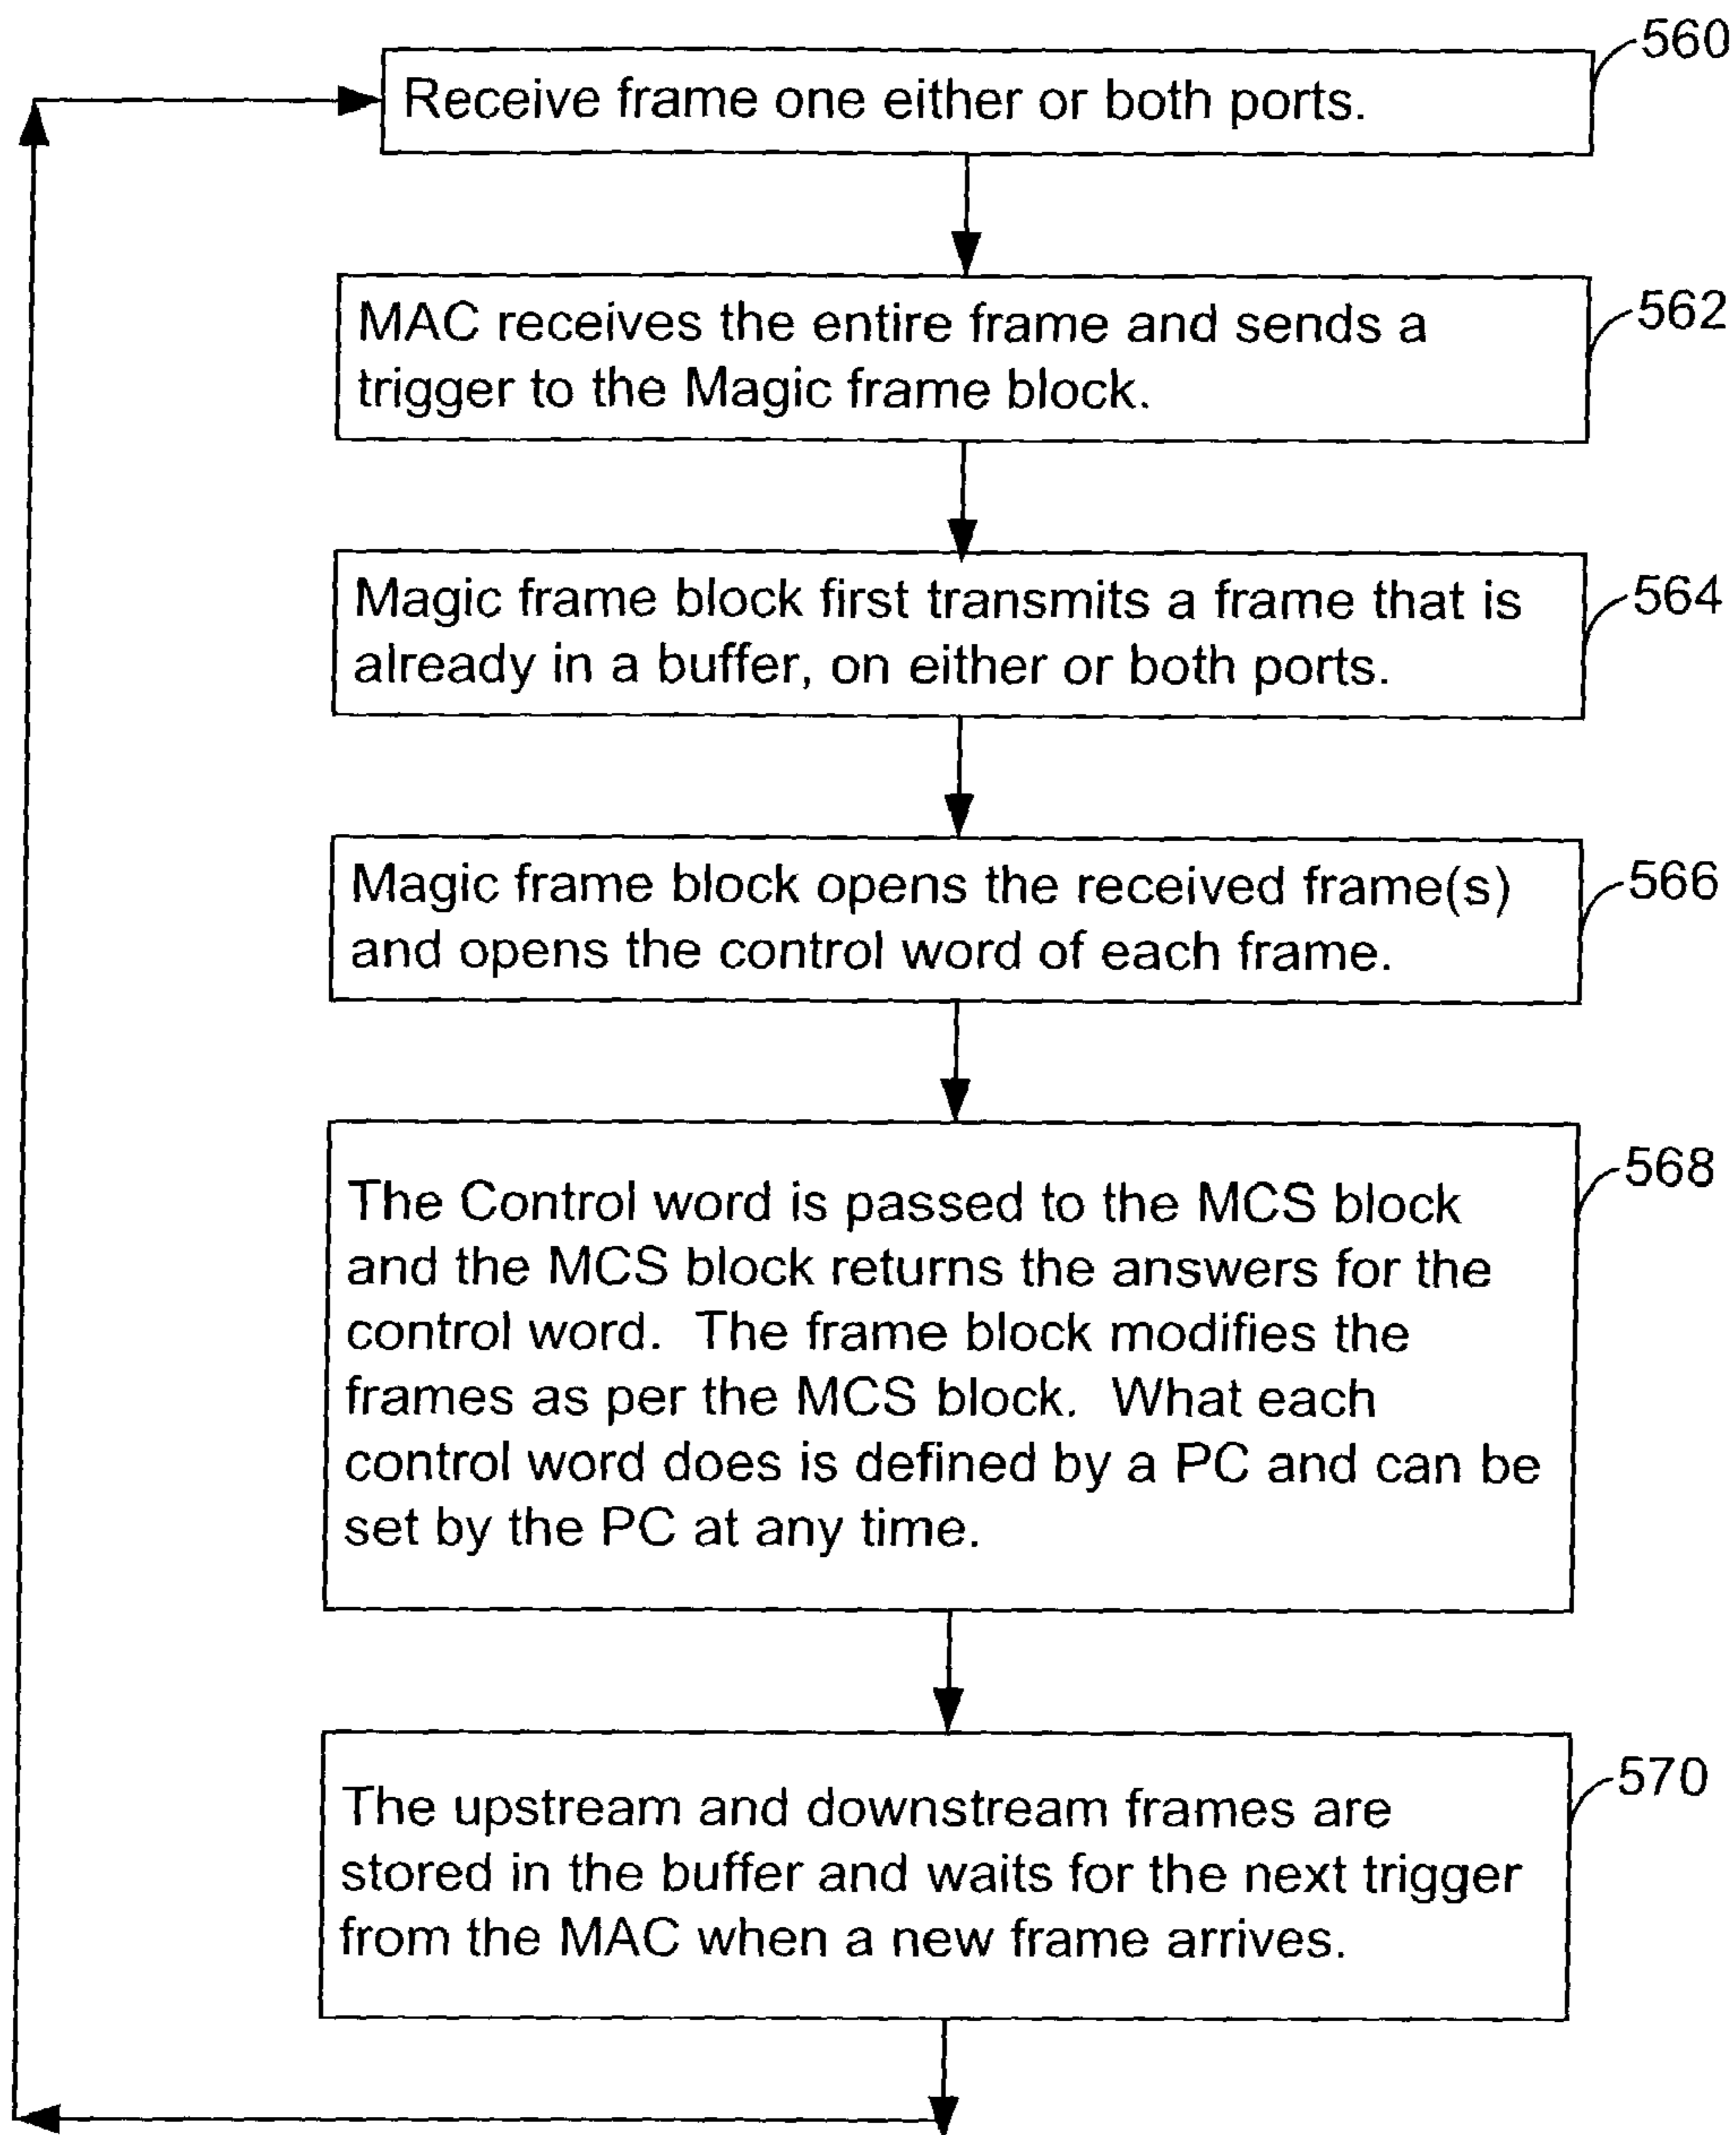 560
Receive frame one either or both ports.
562
MAC receives the entire frame and sends a
trigger to the Magic frame block.
564
Magic frame block first transmits a frame that is
already in a buffer, on either or both ports.
566
Magic frame block opens the received frame(s)
and opens the control word of each frame.
568
The Control word is passed to the MCS block
and the MCS block returns the answers for the
control word.  The frame block modifies the
frames as per the MCS block.  What each
control word does is defined by a PC and can be
set by the PC at any time.
570
The upstream and downstream frames are
stored in the buffer and waits for the next trigger
from the MAC when a new frame arrives.